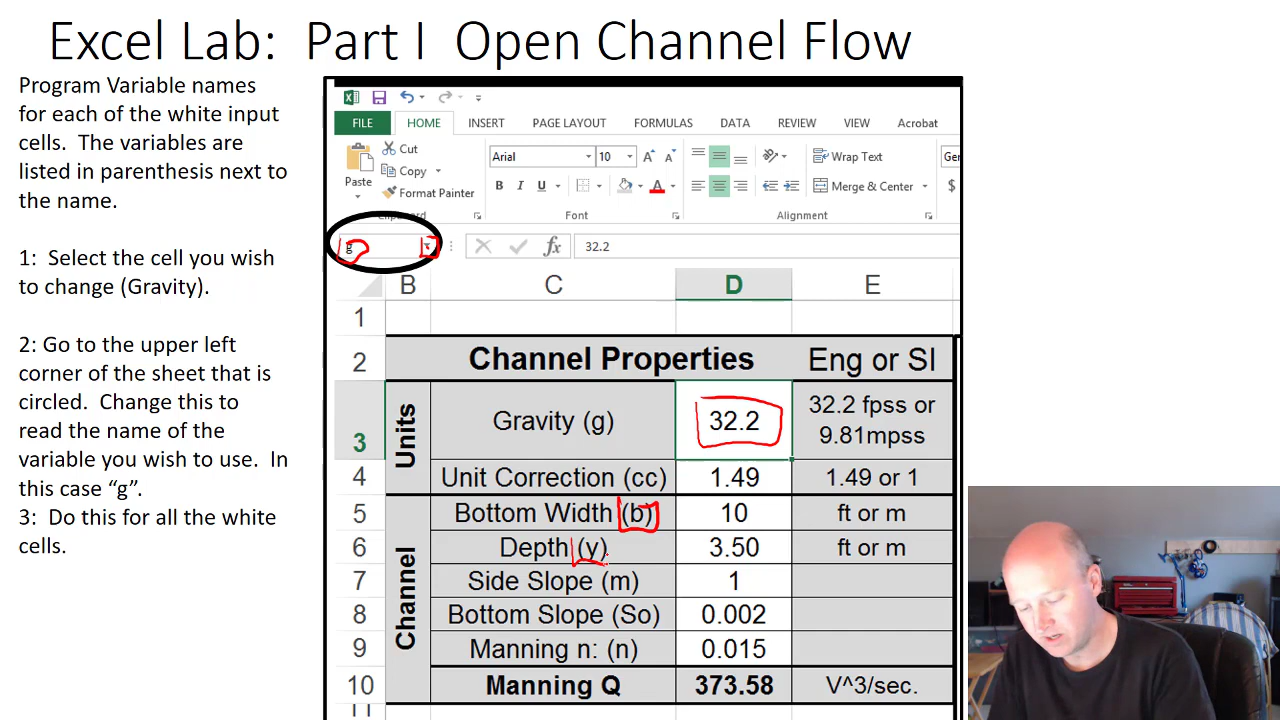 Excel Lab: Part I Open Channel Flow
Program Variable names
for each of the white input
cells. The variables are
listed in parenthesis next to
the name.
1: Select the cell you wish
to change (Gravity).
2: Go to the upper left
corner of the sheet that is
circled. Change this to
read the name of the
variable you wish to use. In
this case “g”.
3: Do this for all the white
cells.
FILE HOME INSERT PAGE LAYOUT FORMULAS DATA REVIEW VIEW Acrobat
Cut
Copy
Format Painter
Paste
Clipboard
Arial 10
B I U A
Font
Wrap Text
Merge & Center
Alignment
Gen
$
g fx 32.2
B C D E
1
2 Channel Properties Eng or SI
Units
3 Gravity (g) 32.2 32.2 fpss or
9.81mpss
4 Unit Correction (cc) 1.49 1.49 or 1
Channel
5 Bottom Width (b) 10 ft or m
6 Depth (y) 3.50 ft or m
7 Side Slope (m) 1
8 Bottom Slope (So) 0.002
9 Manning n: (n) 0.015
10 Manning Q 373.58 V^3/sec.
11